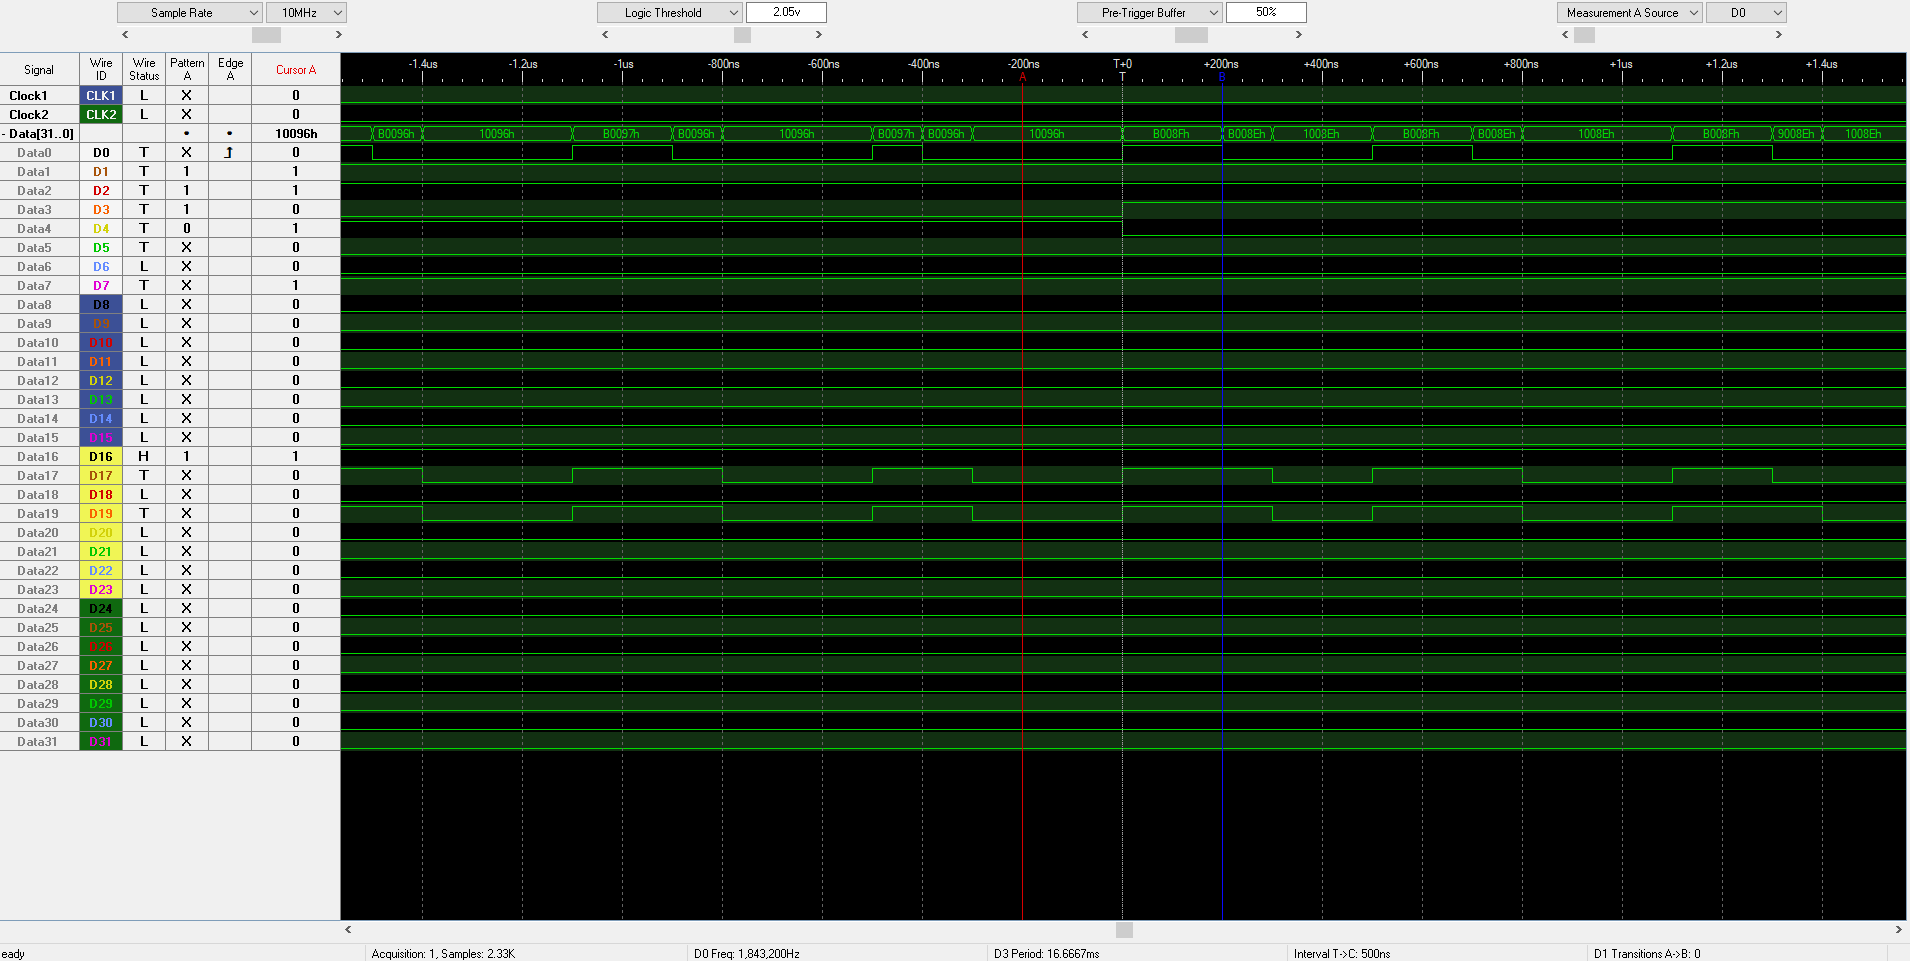 Sample Rate 10MHz Logic Threshold 2.05v Pre-Trigger Buffer 50% Measurement A Source D0
Signal Wire ID Wire Status Pattern A Edge A Cursor A -1.4us -1.2us -1us -800ns -600ns -400ns -200ns T+0 +200ns +400ns +600ns +800ns +1us +1.2us +1.4us
A T B
Clock1 CLK1 L X 0
Clock2 CLK2 L X 0
- Data[31..0] • • 10096h B0096h 10096h B0097h B0096h 10096h B0097h B0096h 10096h B008Fh B008Eh 1008Eh B008Fh B008Eh 1008Eh B008Fh 9008Eh 1008Eh
Data0 D0 T X 0
Data1 D1 T 1 1
Data2 D2 T 1 1
Data3 D3 T 1 0
Data4 D4 T 0 1
Data5 D5 T X 0
Data6 D6 L X 0
Data7 D7 T X 1
Data8 D8 L X 0
Data9 D9 L X 0
Data10 D10 L X 0
Data11 D11 L X 0
Data12 D12 L X 0
Data13 D13 L X 0
Data14 D14 L X 0
Data15 D15 L X 0
Data16 D16 H 1 1
Data17 D17 T X 0
Data18 D18 L X 0
Data19 D19 T X 0
Data20 D20 L X 0
Data21 D21 L X 0
Data22 D22 L X 0
Data23 D23 L X 0
Data24 D24 L X 0
Data25 D25 L X 0
Data26 D26 L X 0
Data27 D27 L X 0
Data28 D28 L X 0
Data29 D29 L X 0
Data30 D30 L X 0
Data31 D31 L X 0
eady Acquisition: 1, Samples: 2.33K D0 Freq: 1,843,200Hz D3 Period: 16.6667ms Interval T->C: 500ns D1 Transitions A->B: 0